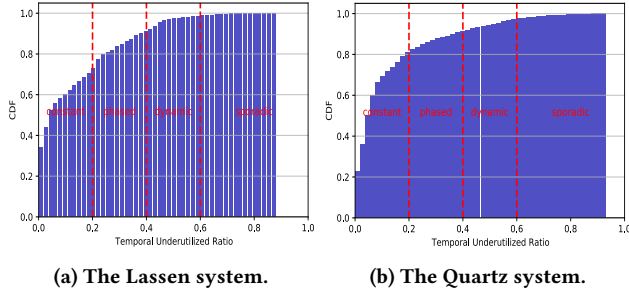 1.0
0.8
0.6
0.4
0.2
0.0
CDF
constant phased dynamic sporadic
0.0 0.2 0.4 0.6 0.8 1.0
Temporal Underutilized Ratio
(a) The Lassen system.
1.0
0.8
0.6
0.4
0.2
0.0
CDF
constant phased dynamic sporadic
0.0 0.2 0.4 0.6 0.8 1.0
Temporal Underutilized Ratio
(b) The Quartz system.